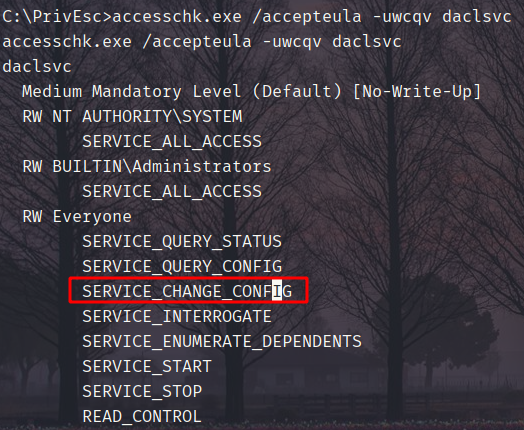 C:\PrivEsc>accesschk.exe /accepteula -uwcqv daclsvc
accesschk.exe /accepteula -uwcqv daclsvc
daclsvc
  Medium Mandatory Level (Default) [No-Write-Up]
  RW NT AUTHORITY\SYSTEM
        SERVICE_ALL_ACCESS
  RW BUILTIN\Administrators
        SERVICE_ALL_ACCESS
  RW Everyone
        SERVICE_QUERY_STATUS
        SERVICE_QUERY_CONFIG
        SERVICE_CHANGE_CONFIG
        SERVICE_INTERROGATE
        SERVICE_ENUMERATE_DEPENDENTS
        SERVICE_START
        SERVICE_STOP
        READ_CONTROL